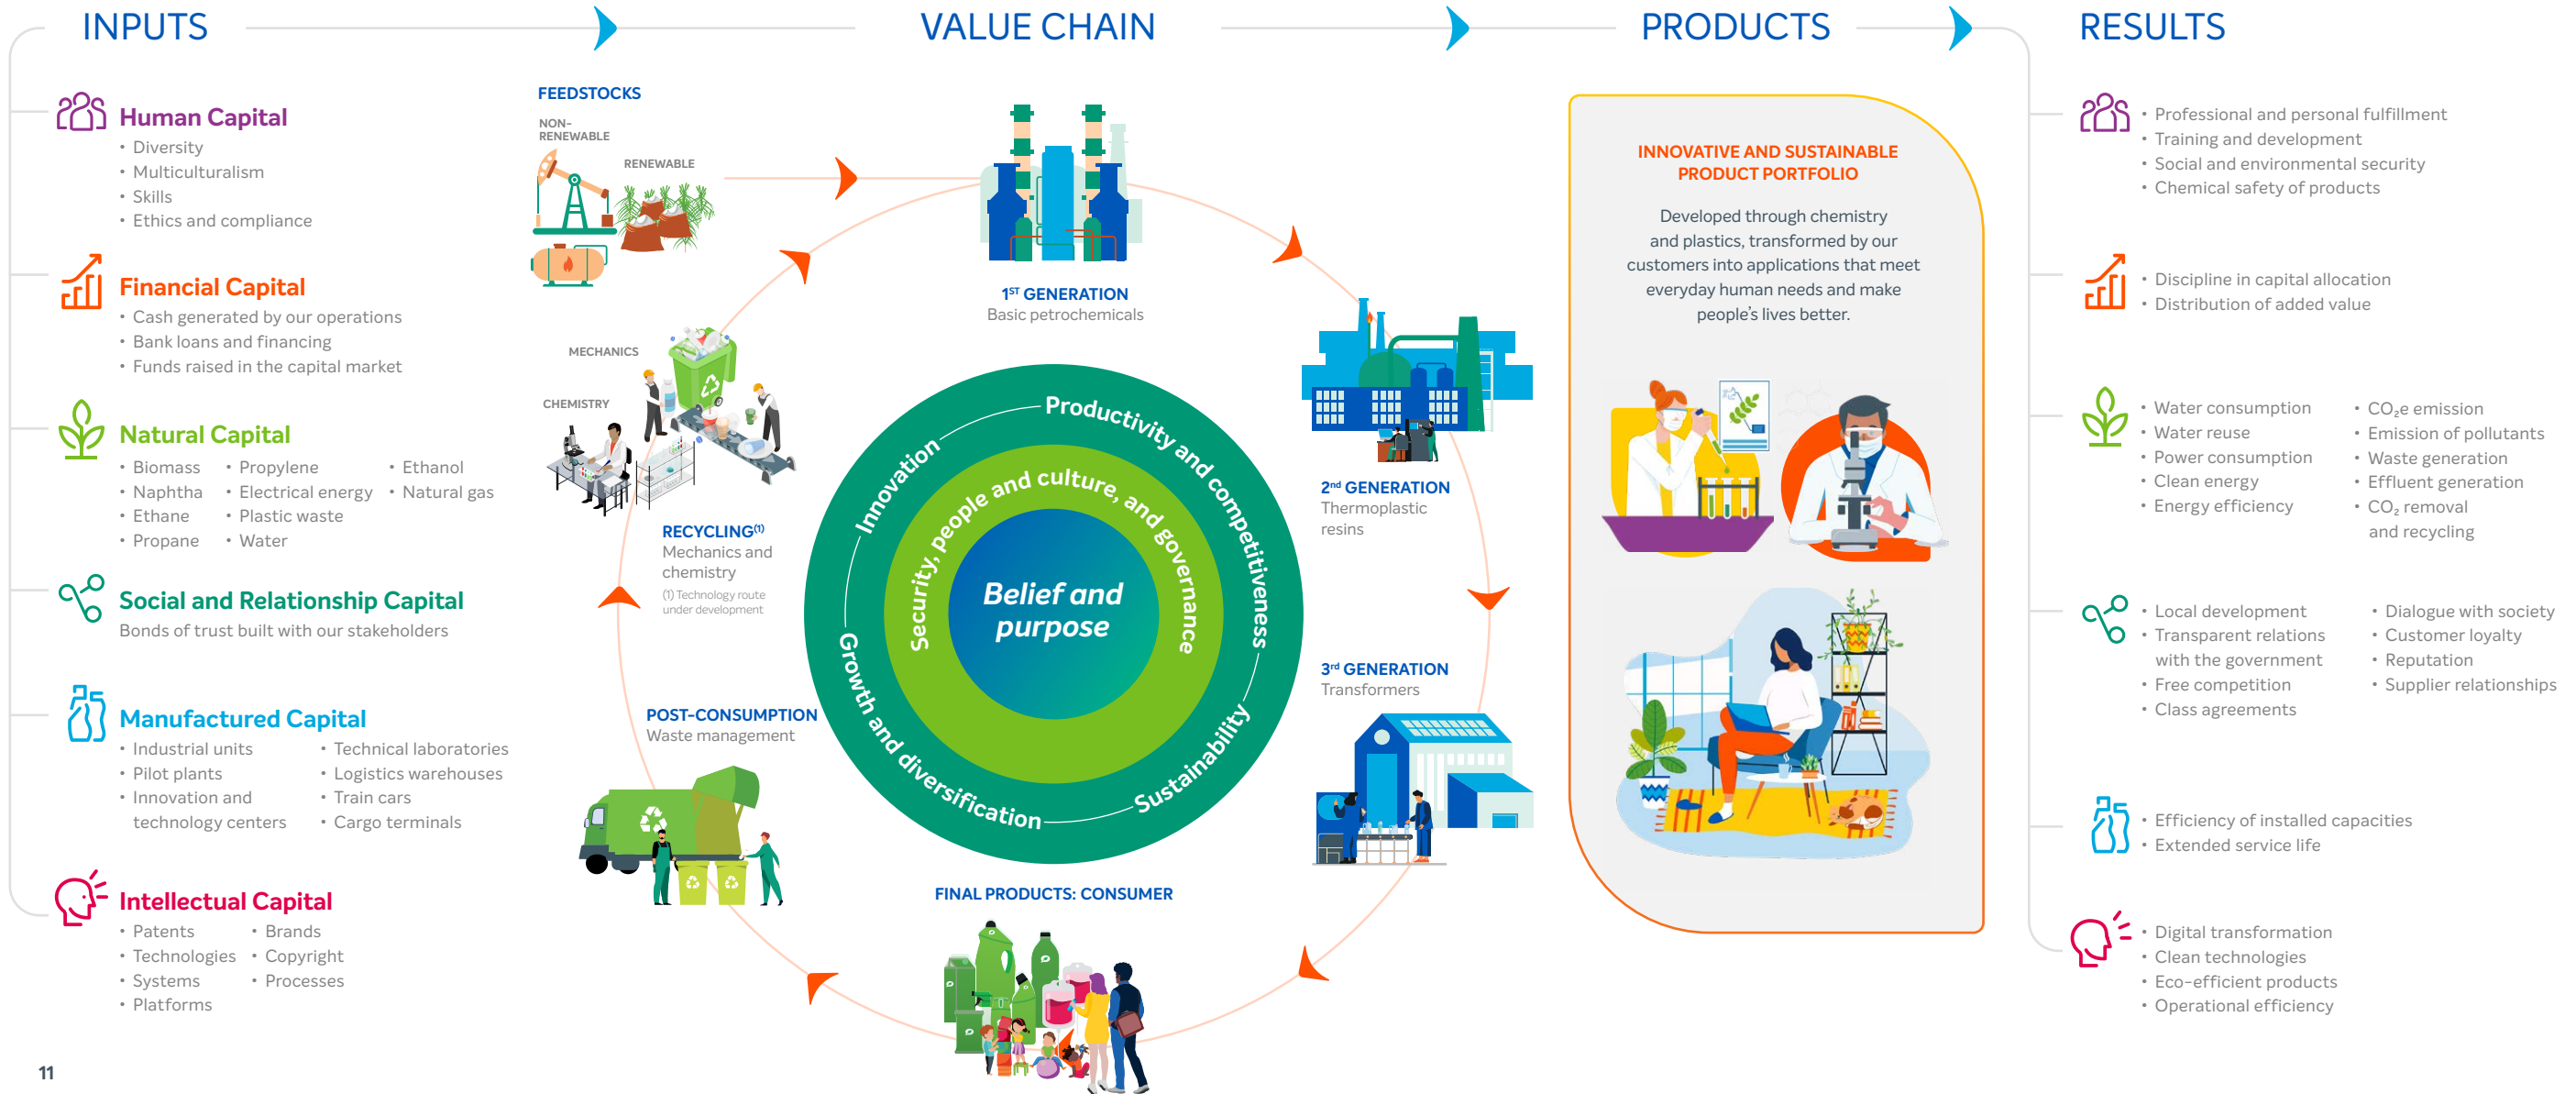 INPUTS
VALUE CHAIN
PRODUCTS
RESULTS
Human Capital
• Diversity
• Multiculturalism
• Skills
• Ethics and compliance
Financial Capital
• Cash generated by our operations
• Bank loans and financing
• Funds raised in the capital market
Natural Capital
• Biomass
• Naphtha
• Ethane
• Propane
• Propylene
• Electrical energy
• Plastic waste
• Water
• Ethanol
• Natural gas
Social and Relationship Capital
Bonds of trust built with our stakeholders
Manufactured Capital
• Industrial units
• Pilot plants
• Innovation and
technology centers
• Technical laboratories
• Logistics warehouses
• Train cars
• Cargo terminals
Intellectual Capital
• Patents
• Technologies
• Systems
• Platforms
• Brands
• Copyright
• Processes
FEEDSTOCKS
NON-
RENEWABLE
RENEWABLE
1ST GENERATION
Basic petrochemicals
2nd GENERATION
Thermoplastic
resins
3rd GENERATION
Transformers
FINAL PRODUCTS: CONSUMER
POST-CONSUMPTION
Waste management
MECHANICS
CHEMISTRY
RECYCLING(1)
Mechanics and
chemistry
(1) Technology route
under development
Innovation
Productivity and competitiveness
Sustainability
Growth and diversification
Security, people and culture, and governance
Belief and
purpose
INNOVATIVE AND SUSTAINABLE
PRODUCT PORTFOLIO
Developed through chemistry
and plastics, transformed by our
customers into applications that meet
everyday human needs and make
people's lives better.
• Professional and personal fulfillment
• Training and development
• Social and environmental security
• Chemical safety of products
• Discipline in capital allocation
• Distribution of added value
• Water consumption
• Water reuse
• Power consumption
• Clean energy
• Energy efficiency
• CO₂e emission
• Emission of pollutants
• Waste generation
• Effluent generation
• CO₂ removal
and recycling
• Local development
• Transparent relations
with the government
• Free competition
• Class agreements
• Dialogue with society
• Customer loyalty
• Reputation
• Supplier relationships
• Efficiency of installed capacities
• Extended service life
• Digital transformation
• Clean technologies
• Eco-efficient products
• Operational efficiency
11